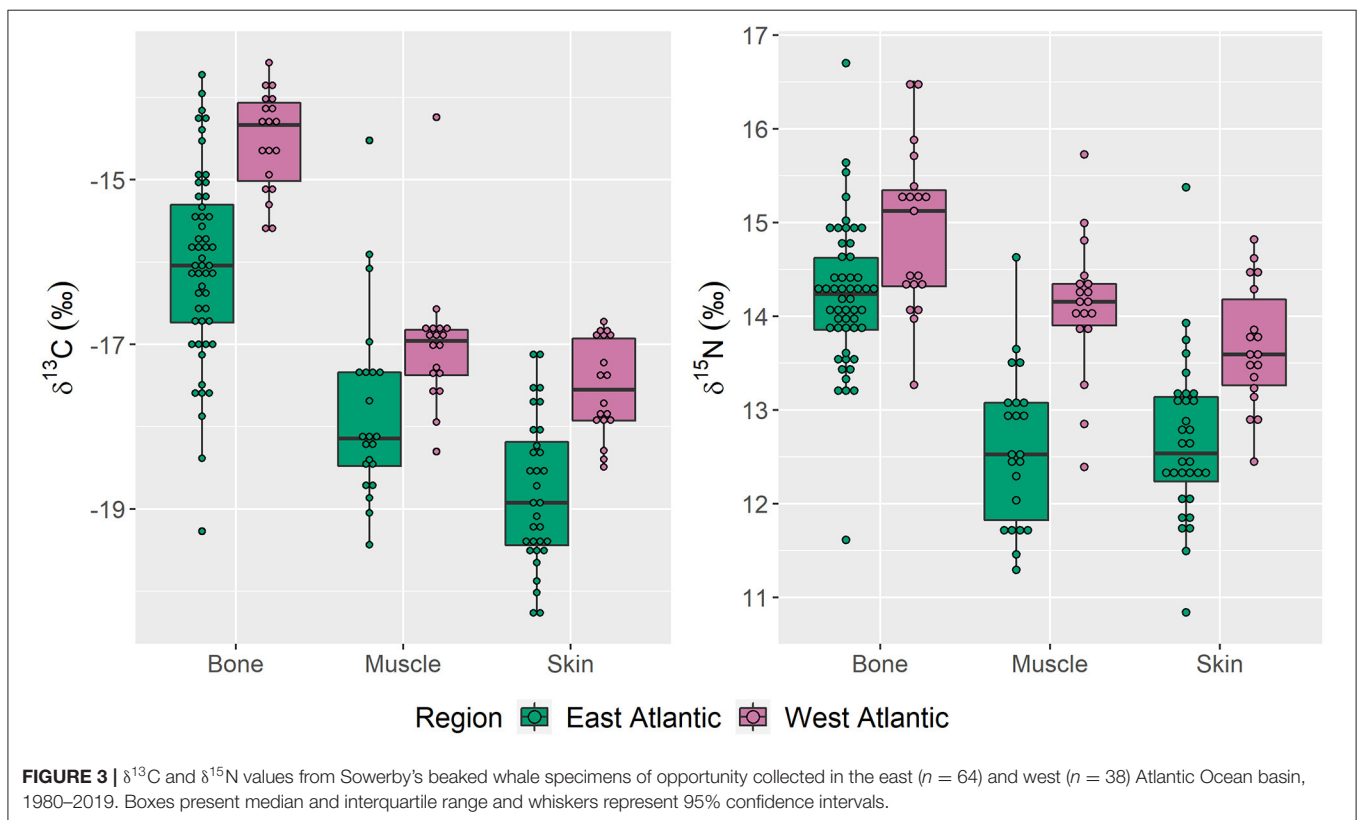 δ¹³C (‰)
-15
-17
-19
Bone Muscle Skin
δ¹⁵N (‰)
17
16
15
14
13
12
11
Bone Muscle Skin
Region East Atlantic West Atlantic
FIGURE 3 | δ¹³C and δ¹⁵N values from Sowerby’s beaked whale specimens of opportunity collected in the east (n = 64) and west (n = 38) Atlantic Ocean basin,
1980–2019. Boxes present median and interquartile range and whiskers represent 95% confidence intervals.